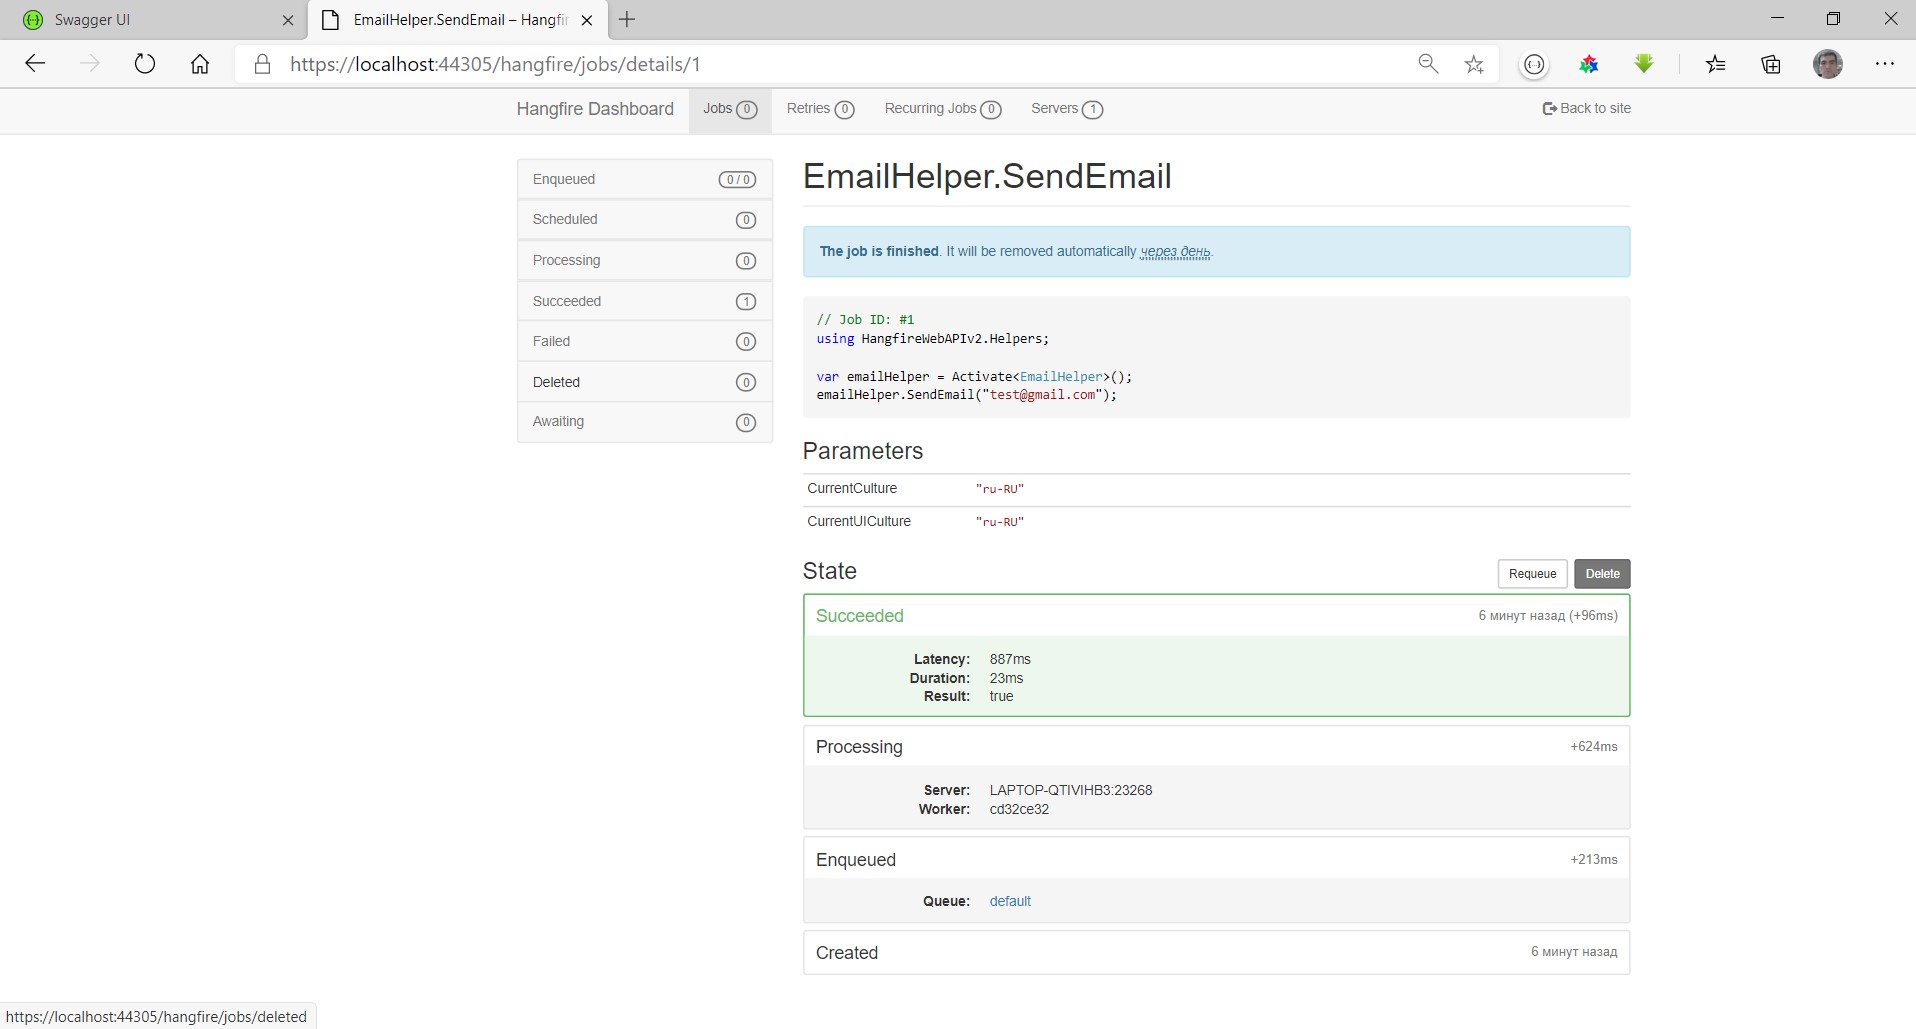 Swagger UI
EmailHelper.SendEmail – Hangfi
https://localhost:44305/hangfire/jobs/details/1
Hangfire Dashboard
Jobs 0
Retries 0
Recurring Jobs 0
Servers 1
Back to site
Enqueued 0 / 0
Scheduled 0
Processing 0
Succeeded 1
Failed 0
Deleted 0
Awaiting 0
EmailHelper.SendEmail
The job is finished. It will be removed automatically через день.
// Job ID: #1
using HangfireWebAPIv2.Helpers;
var emailHelper = Activate<EmailHelper>();
emailHelper.SendEmail("test@gmail.com");
Parameters
CurrentCulture "ru-RU"
CurrentUICulture "ru-RU"
State
Requeue
Delete
Succeeded 6 минут назад (+96ms)
Latency: 887ms
Duration: 23ms
Result: true
Processing +624ms
Server: LAPTOP-QTIVIHB3:23268
Worker: cd32ce32
Enqueued +213ms
Queue: default
Created 6 минут назад
https://localhost:44305/hangfire/jobs/deleted